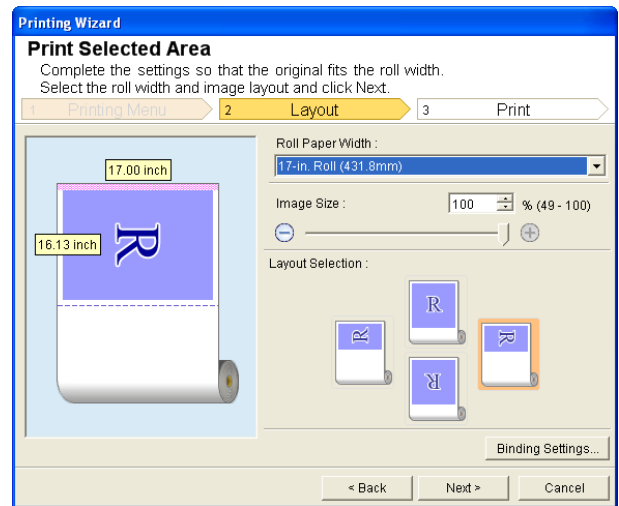 Printing Wizard
Print Selected Area
Complete the settings so that the original fits the roll width.
Select the roll width and image layout and click Next.
1 Printing Menu 2 Layout 3 Print
Roll Paper Width :
17-in. Roll (431.8mm)
17.00 inch
16.13 inch
R
Image Size : 100 % (49 - 100)
Layout Selection :
R
R
R
R
Binding Settings...
< Back Next > Cancel